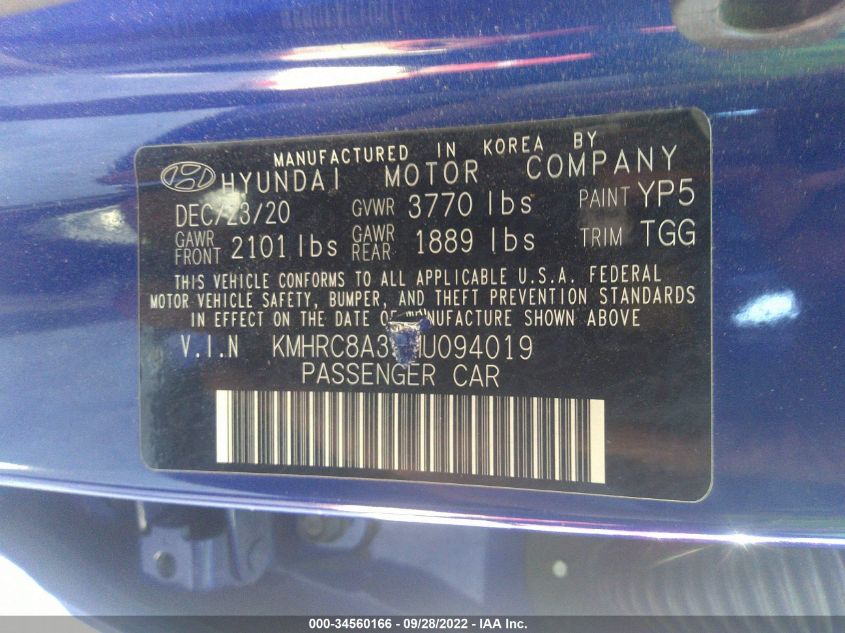 MANUFACTURED IN KOREA BY
HYUNDAI MOTOR COMPANY
DEC/23/20 GVWR 3770 lbs PAINT YP5
GAWR FRONT 2101 lbs GAWR REAR 1889 lbs TRIM TGG
THIS VEHICLE CONFORMS TO ALL APPLICABLE U.S.A. FEDERAL
MOTOR VEHICLE SAFETY, BUMPER, AND THEFT PREVENTION STANDARDS
IN EFFECT ON THE DATE OF MANUFACTURE SHOWN ABOVE
V.I.N
PASSENGER CAR
000-34560166 - 09/28/2022 - IAA Inc.